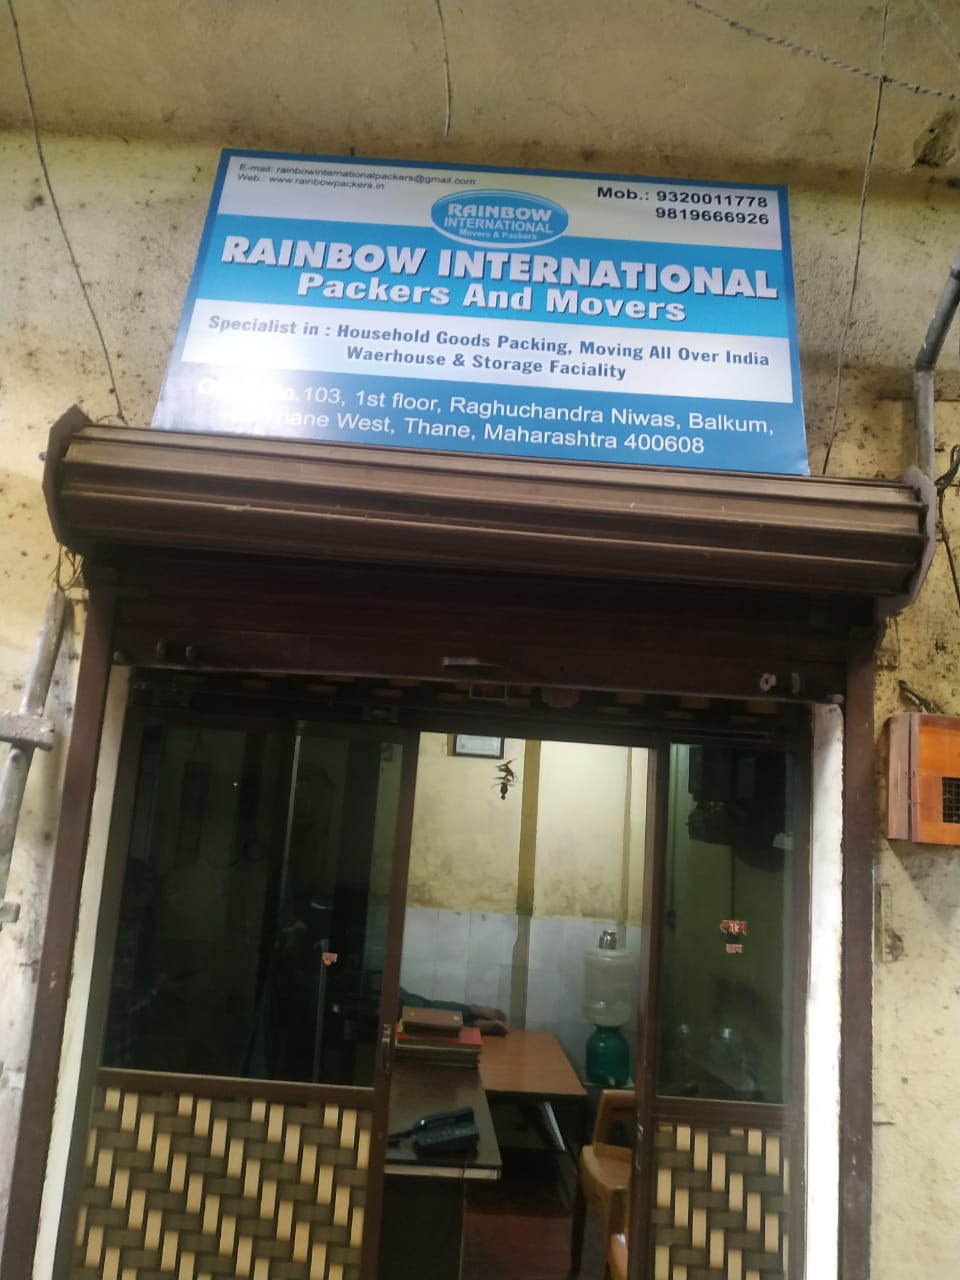 E-mail: rainbowinternationalpackers@gmail.com
Web.: www.rainbowpackers.in
Mob.: 9320011778
9819666926
RAINBOW
INTERNATIONAL
Movers & Packers
RAINBOW INTERNATIONAL
Packers And Movers
Specialist in : Household Goods Packing, Moving All Over India
Waerhouse & Storage Faciality
103, 1st floor, Raghuchandra Niwas, Balkum,
Thane West, Thane, Maharashtra 400608